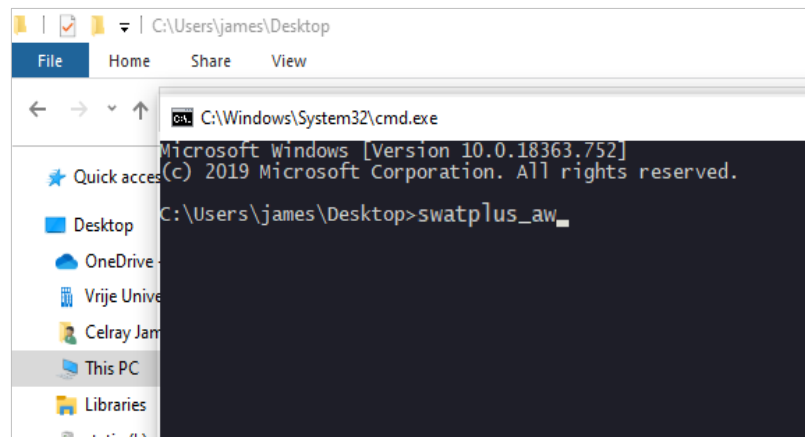 C:\Users\james\Desktop
File Home Share View
C:\Windows\System32\cmd.exe
Microsoft Windows [Version 10.0.18363.752]
(c) 2019 Microsoft Corporation. All rights reserved.
C:\Users\james\Desktop>swatplus_aw_
Quick acces
Desktop
OneDrive -
Vrije Unive
Celray Jam
This PC
Libraries